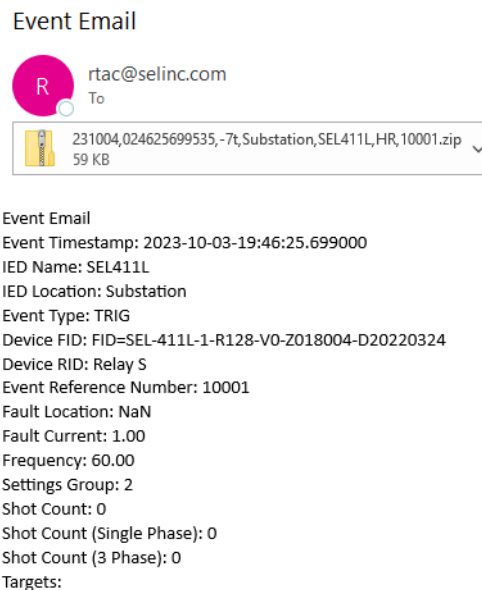 Event Email
R
rtac@selinc.com
To
231004,024625699535,-7t,Substation,SEL411L,HR,10001.zip
59 KB
Event Email
Event Timestamp: 2023-10-03-19:46:25.699000
IED Name: SEL411L
IED Location: Substation
Event Type: TRIG
Device FID: FID=SEL-411L-1-R128-V0-Z018004-D20220324
Device RID: Relay S
Event Reference Number: 10001
Fault Location: NaN
Fault Current: 1.00
Frequency: 60.00
Settings Group: 2
Shot Count: 0
Shot Count (Single Phase): 0
Shot Count (3 Phase): 0
Targets: